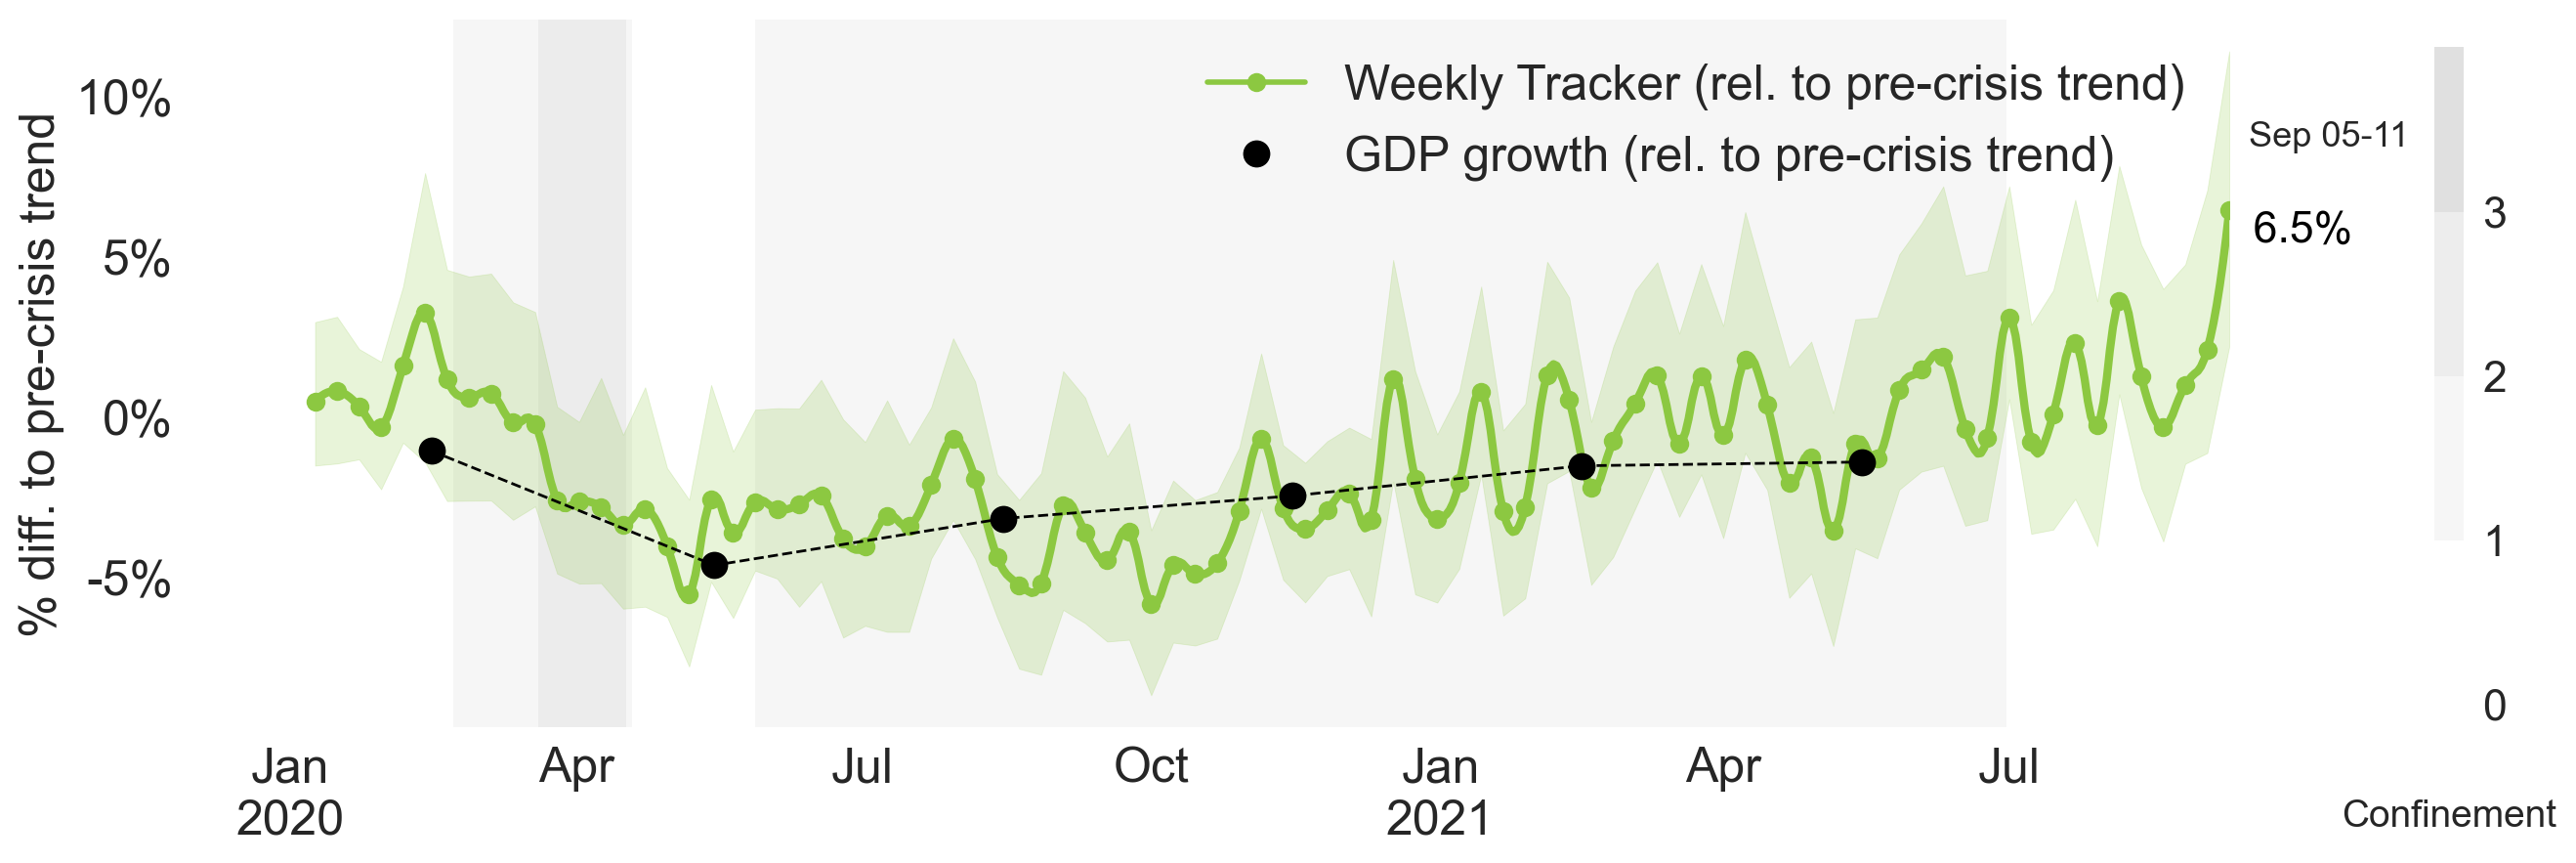 % diff. to pre-crisis trend
10%
5%
0%
-5%
Weekly Tracker (rel. to pre-crisis trend)
GDP growth (rel. to pre-crisis trend)
Sep 05-11
6.5%
3
2
1
0
Jan
2020
Apr
Jul
Oct
Jan
2021
Apr
Jul
Confinement